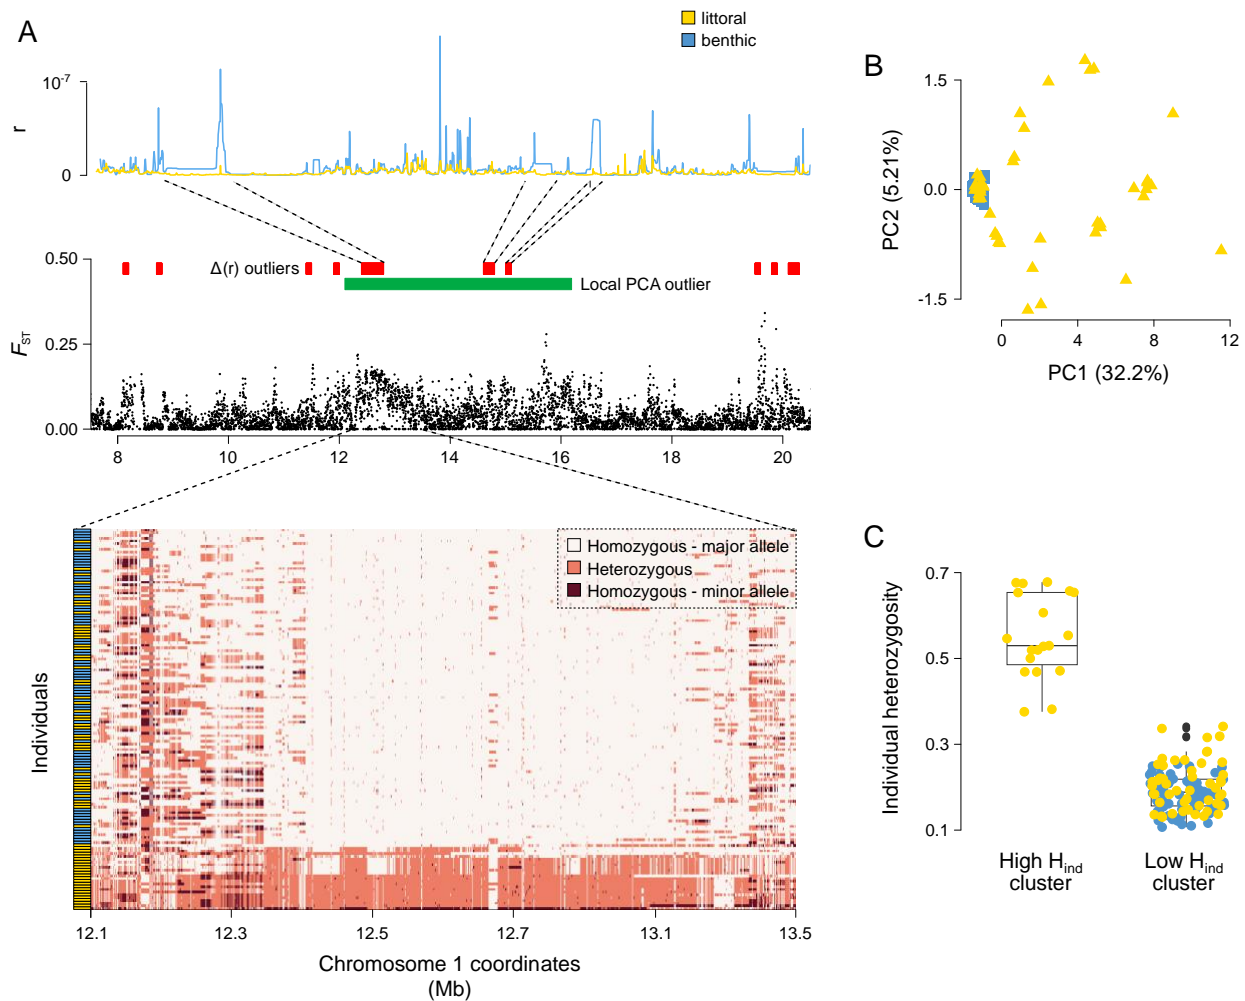 A
littoral
benthic
10-7
r
0
0.50
Δ(r) outliers
Local PCA outlier
FST
0.25
0.00
8
10
12
14
16
18
20
Homozygous - major allele
Heterozygous
Homozygous - minor allele
Individuals
12.1
12.3
12.5
12.7
13.1
13.5
Chromosome 1 coordinates
(Mb)
B
1.5
0.0
-1.5
PC2 (5.21%)
0
4
8
12
PC1 (32.2%)
C
0.7
0.5
0.3
0.1
Individual heterozygosity
High Hind
cluster
Low Hind
cluster